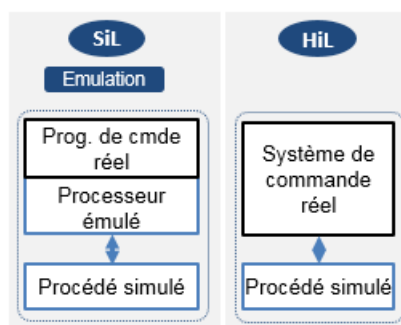 SiL
Emulation
Prog. de cmde
réel
Processeur
émulé
Procédé simulé
HiL
Système de
commande
réel
Procédé simulé